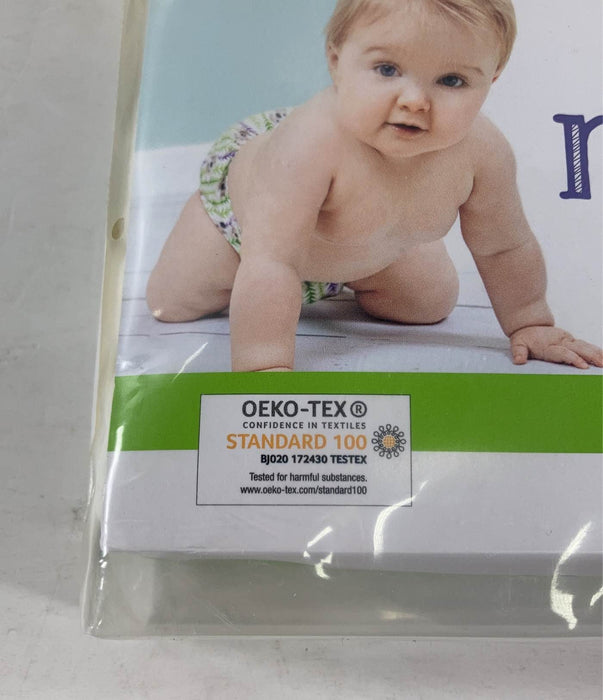 OEKO-TEX®
CONFIDENCE IN TEXTILES
STANDARD 100
BJ020 172430 TESTEX
Tested for harmful substances.
www.oeko-tex.com/standard100